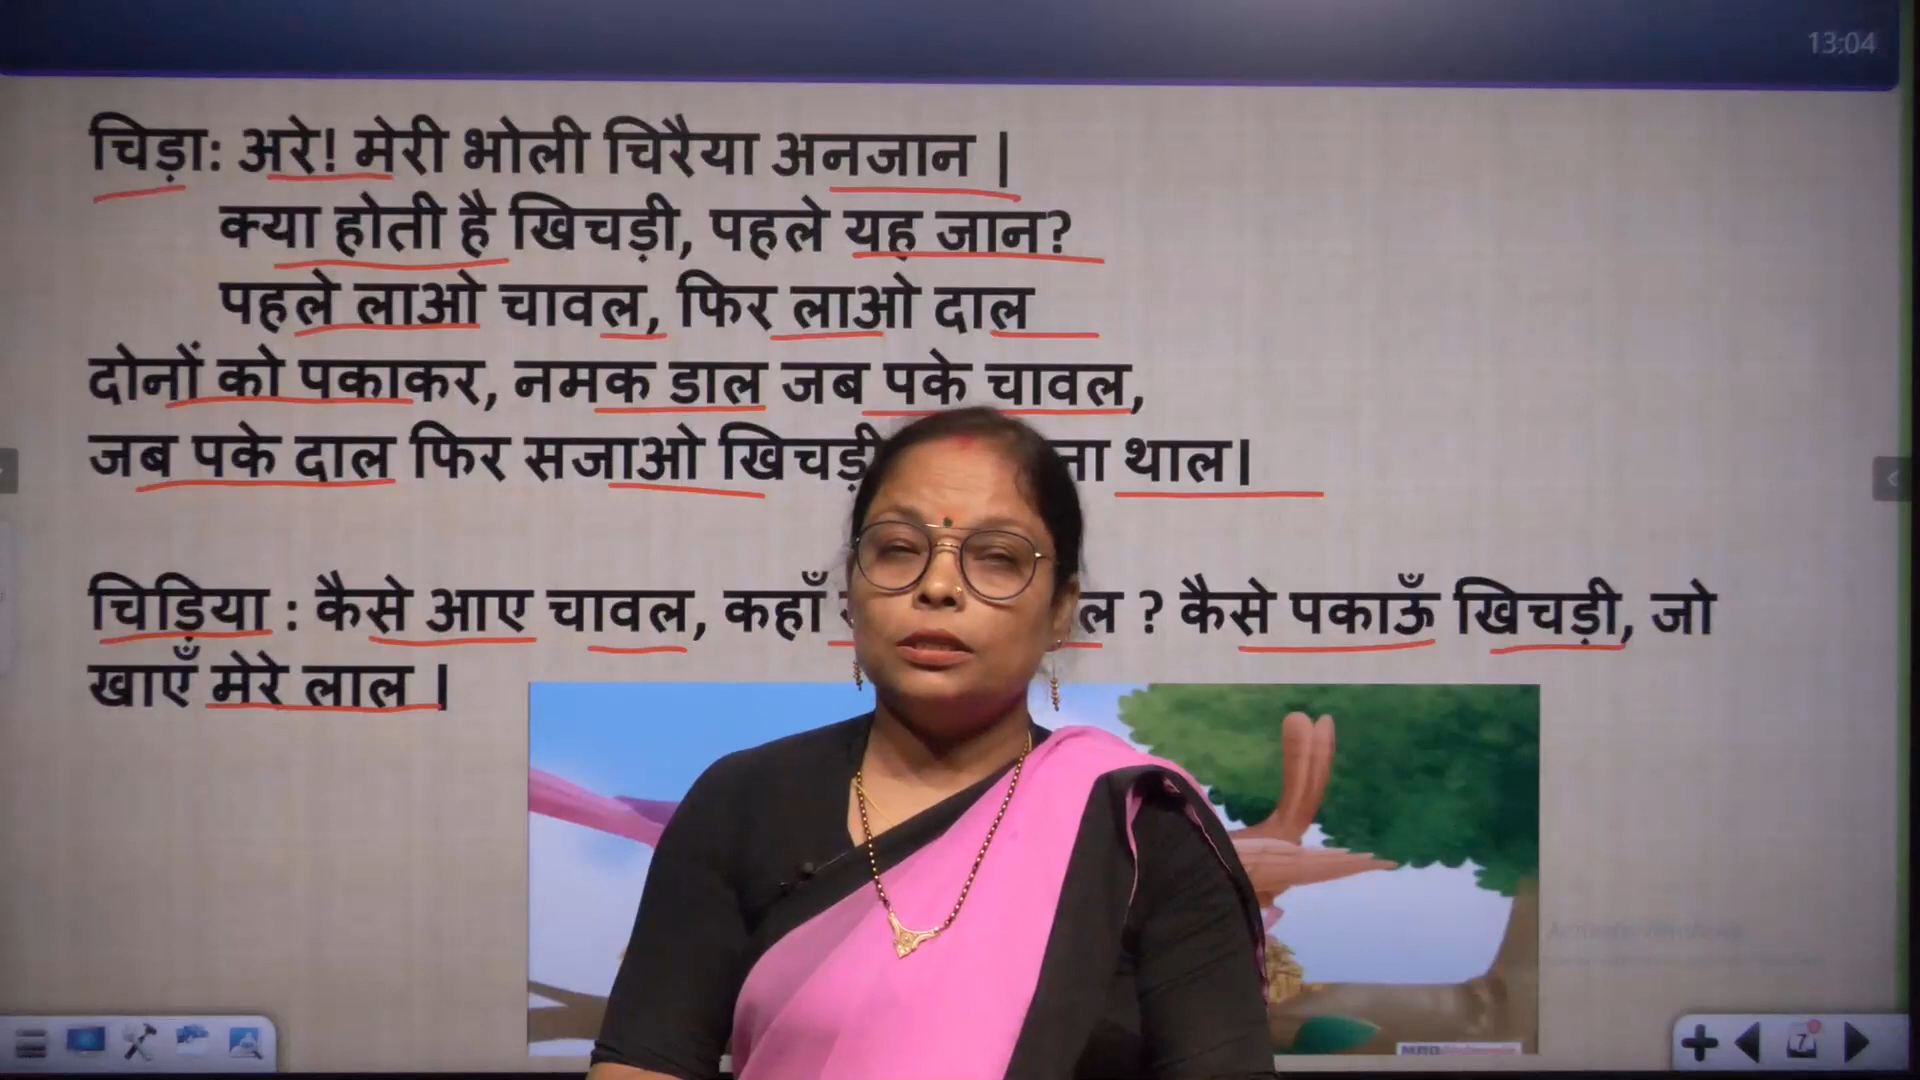 13:04
चिड़ा: अरे! मेरी भोली चिरैया अनजान |
क्या होती है खिचड़ी, पहले यह जान?
पहले लाओ चावल, फिर लाओ दाल
दोनों को पकाकर, नमक डाल जब पके चावल,
जब पके दाल फिर सजाओ खिचड़ी थाल।
चिड़िया : कैसे आए चावल, कहाँ ? कैसे पकाऊँ खिचड़ी, जो
खाएँ मेरे लाल |
7